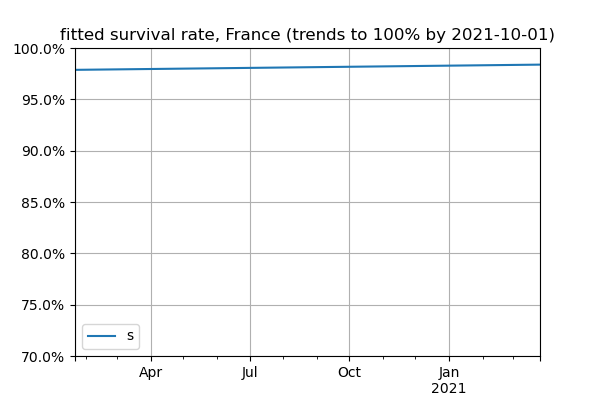 fitted survival rate, France (trends to 100% by 2021-10-01)
100.0%
95.0%
90.0%
85.0%
80.0%
75.0%
70.0%
s
Apr
Jul
Oct
Jan
2021